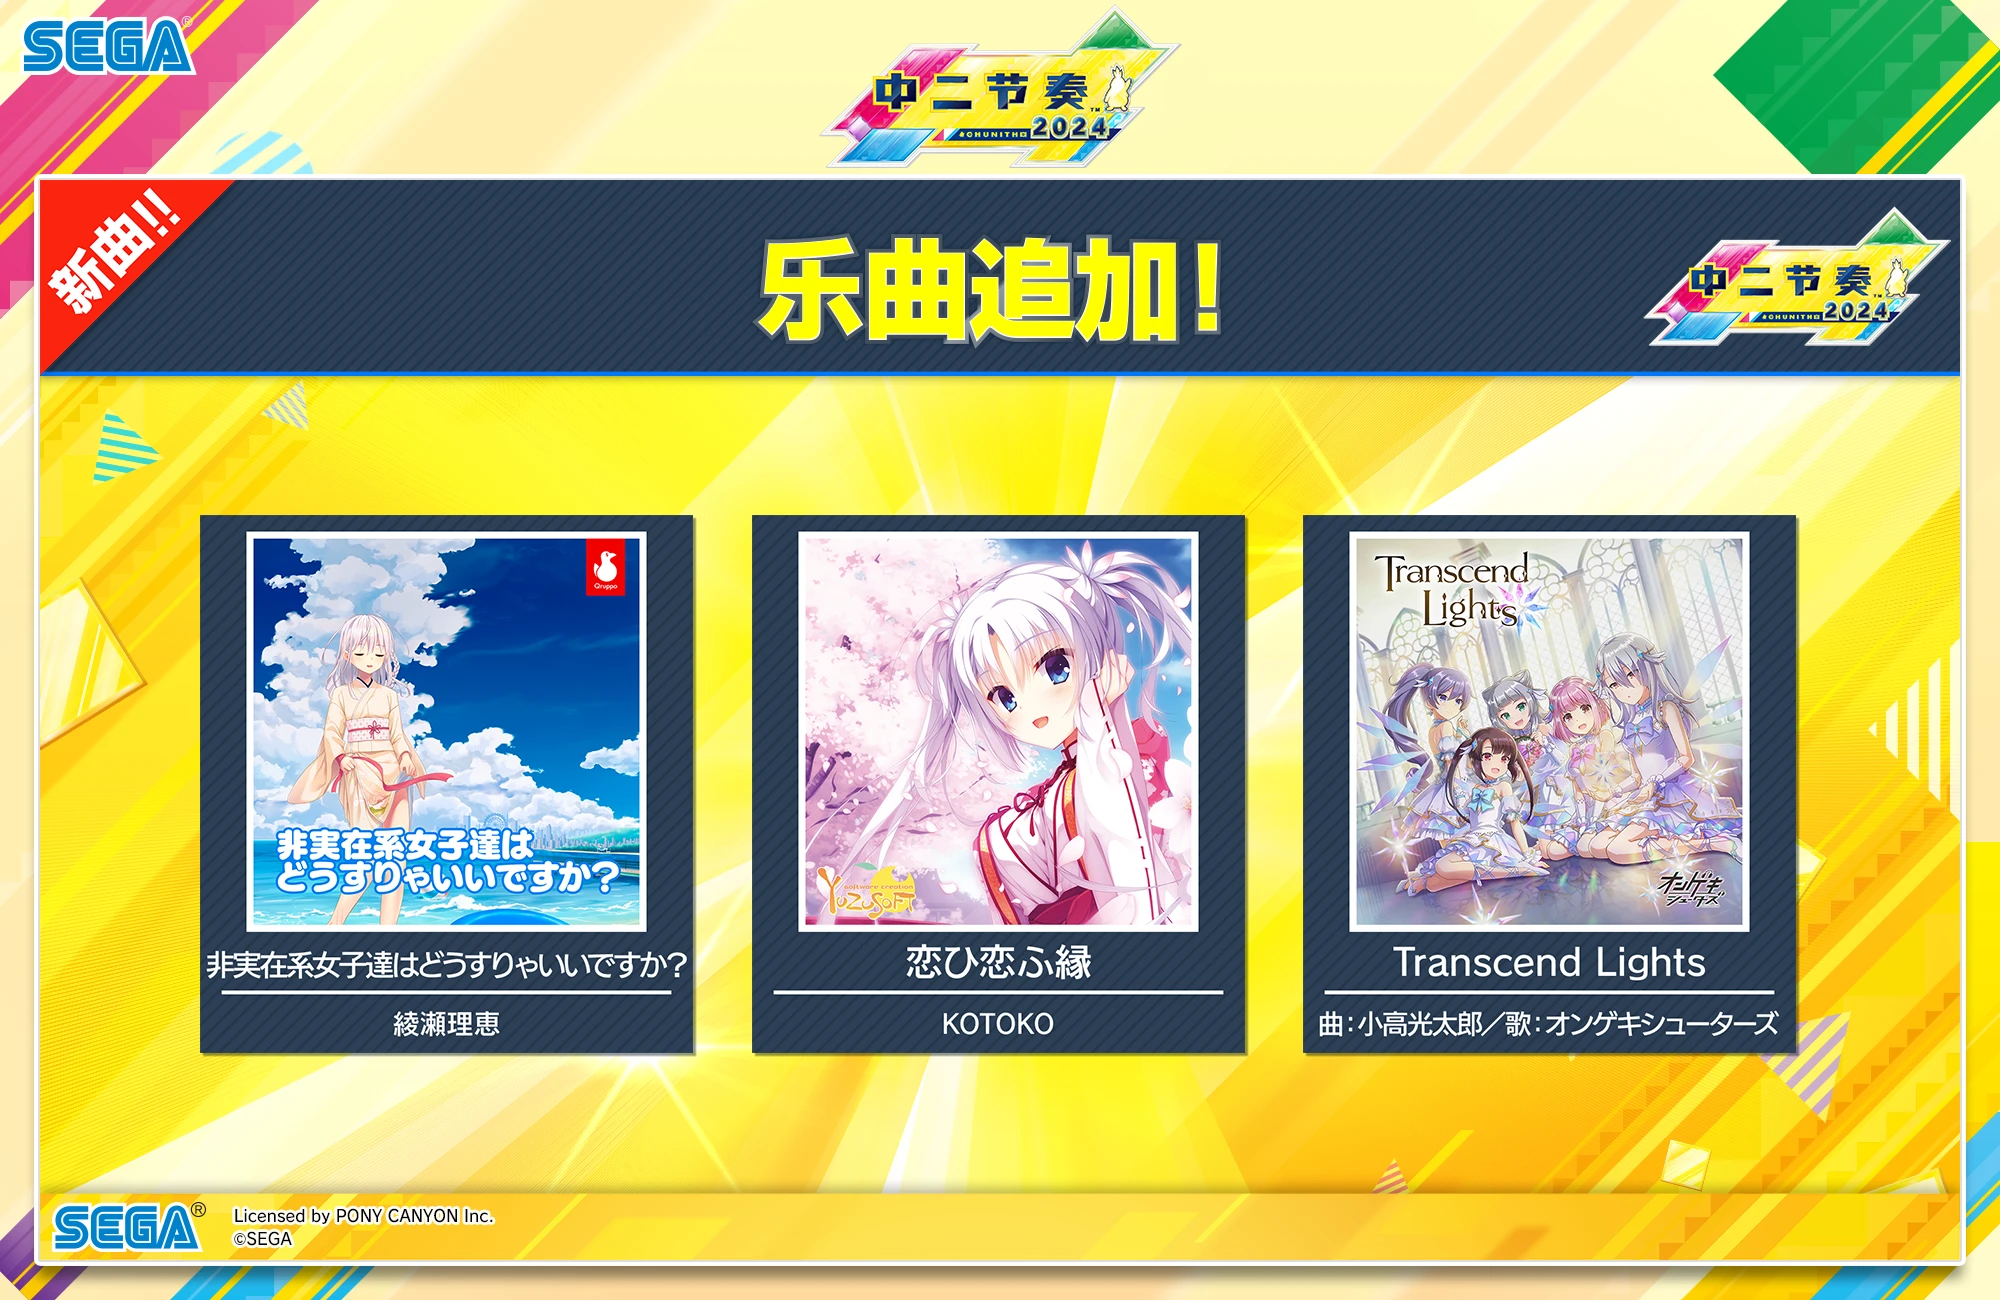 SEGA®
中二节奏™
CHUNITHM
2024
新曲!!
乐曲追加!
中二节奏™
CHUNITHM
2024
Qruppo
非実在系女子達は
どうすりゃいいですか?
非実在系女子達はどうすりゃいいですか?
綾瀬理恵
software creation
YUZUSOFT
恋ひ恋ふ縁
KOTOKO
Transcend
Lights
オンゲキ
シューターズ
Transcend Lights
曲:小高光太郎/歌:オンゲキシューターズ
SEGA®
Licensed by PONY CANYON Inc.
©SEGA